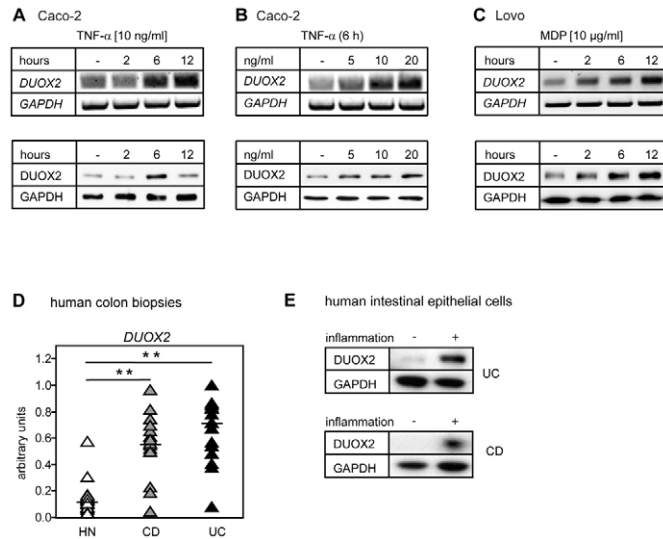 A Caco-2
TNF-α [10 ng/ml]
hours - 2 6 12
DUOX2
GAPDH
hours - 2 6 12
DUOX2
GAPDH
B Caco-2
TNF-α (6 h)
ng/ml - 5 10 20
DUOX2
GAPDH
ng/ml - 5 10 20
DUOX2
GAPDH
C Lovo
MDP [10 µg/ml]
hours - 2 6 12
DUOX2
GAPDH
hours - 2 6 12
DUOX2
GAPDH
D human colon biopsies
DUOX2
arbitrary units
1.2
1.0
0.8
0.6
0.4
0.2
0.0
**
**
HN CD UC
E human intestinal epithelial cells
inflammation - +
DUOX2
GAPDH
UC
inflammation - +
DUOX2
GAPDH
CD